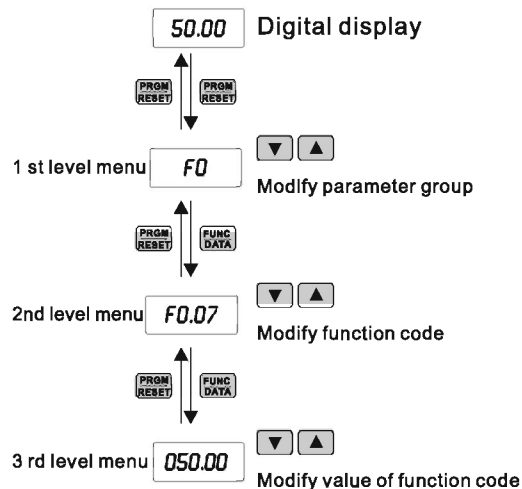 50.00 Digital display
PRGM RESET PRGM RESET
1 st level menu F0
Modify parameter group
PRGM RESET FUNC DATA
2nd level menu F0.07
Modify function code
PRGM RESET FUNC DATA
3 rd level menu 050.00
Modify value of function code